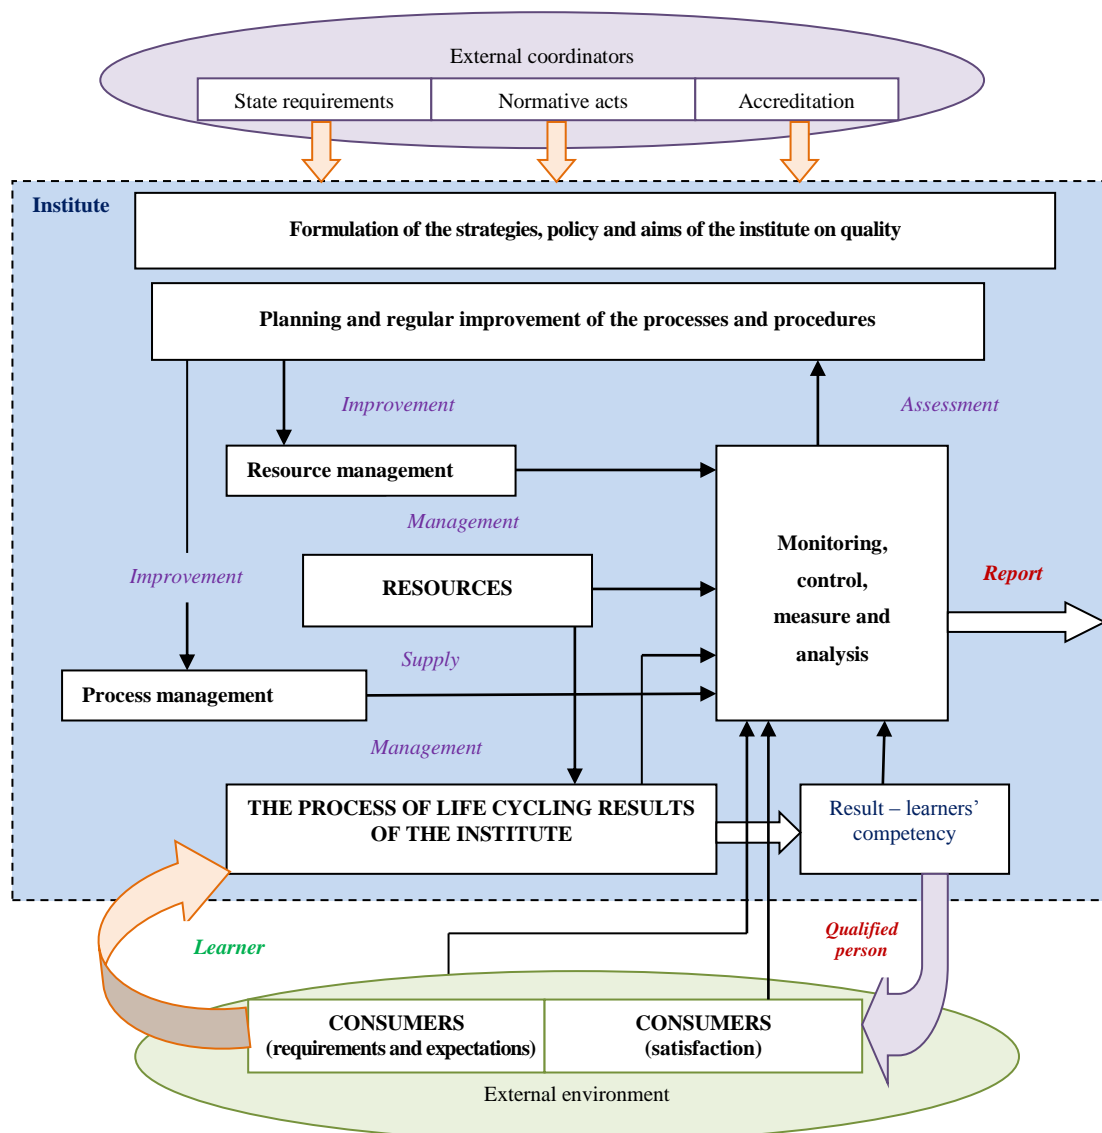 External coordinators
State requirements
Normative acts
Accreditation
Institute
Formulation of the strategies, policy and aims of the institute on quality
Planning and regular improvement of the processes and procedures
Improvement
Assessment
Resource management
Management
Monitoring,
control,
measure and
analysis
Improvement
RESOURCES
Report
Supply
Process management
Management
THE PROCESS OF LIFE CYCLING RESULTS
OF THE INSTITUTE
Result – learners’
competency
Learner
Qualified
person
CONSUMERS
(requirements and expectations)
CONSUMERS
(satisfaction)
External environment